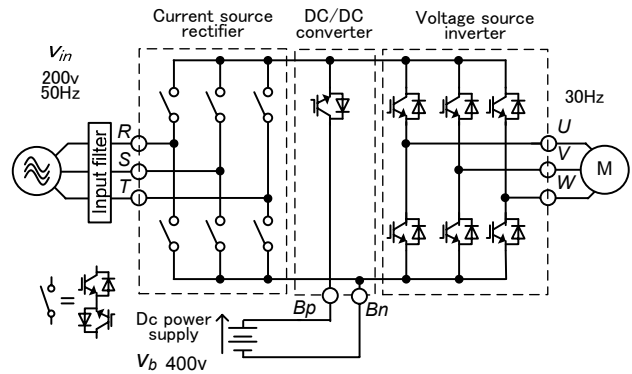 Current source
rectifier
DC/DC
converter
Voltage source
inverter
Vin
200v
50Hz
Input filter
R
S
T
30Hz
U
V
W
M
=
Bp
Bn
Dc power
supply
Vb 400v